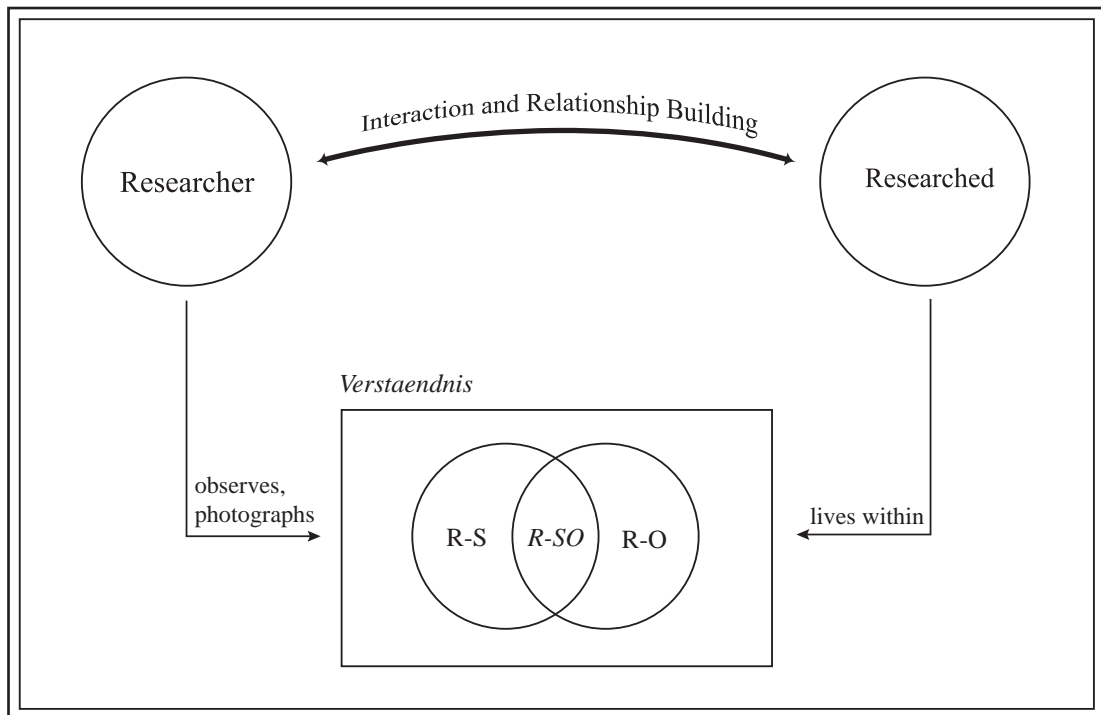 Interaction and Relationship Building
Researcher
Researched
Verstaendnis
observes,
photographs
lives within
R-S
R-SO
R-O